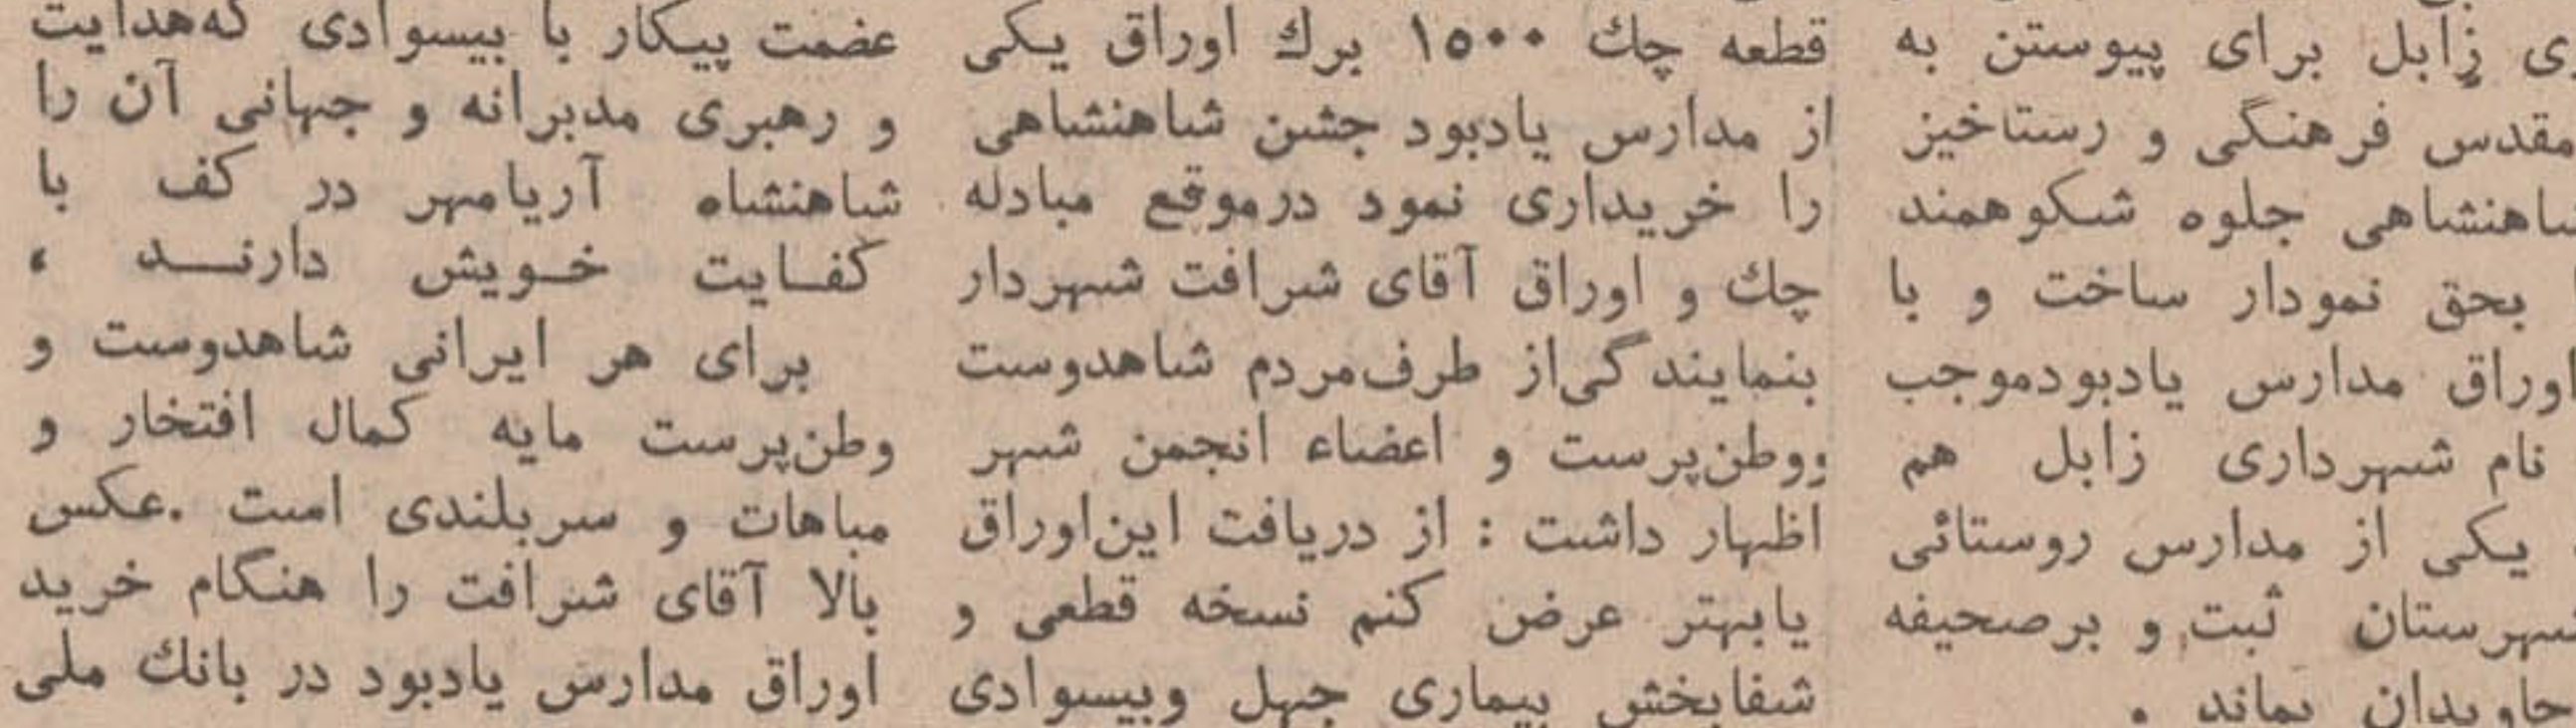 زابل برای پیوستن به
مقدس فرهنگی و رستاخیز
جلوه شکوهمند
بحق نمودار ساخت و با
اوراق مدارس یادبودموجب
نام شهرداری زابل هم
یکی از مدارس روستائی
ثبت و برصحیفه
بماند .
قطعه چك ۱۵۰۰ برك اوراق یکی
از مدارس یادبود جشن شاهنشاهی
را خریداری نمود درموقع مبادله
چك و اوراق آقای شرافت شهردار
بنمایندگی‌از طرف‌مردم شاهدوست
ووطن‌پرست و اعضاء انجمن شهر
اظهار داشت : از دریافت این‌اوراق
یابهتر عرض کنم نسخه قطعی و
شفابخش بیماری جهل وبیسوادی
عضمت پیکار با بیسوادی که‌هدایت
و رهبری مدبرانه و جهانی آن را
شاهنشاه آریامهر در کف با
کفایت خویش دارند ،
برای هر ایرانی شاهدوست و
وطن‌پرست مایه کمال افتخار و
مباهات و سربلندی است .عکس
بالا آقای شرافت را هنگام خرید
اوراق مدارس یادبود در بانك ملی